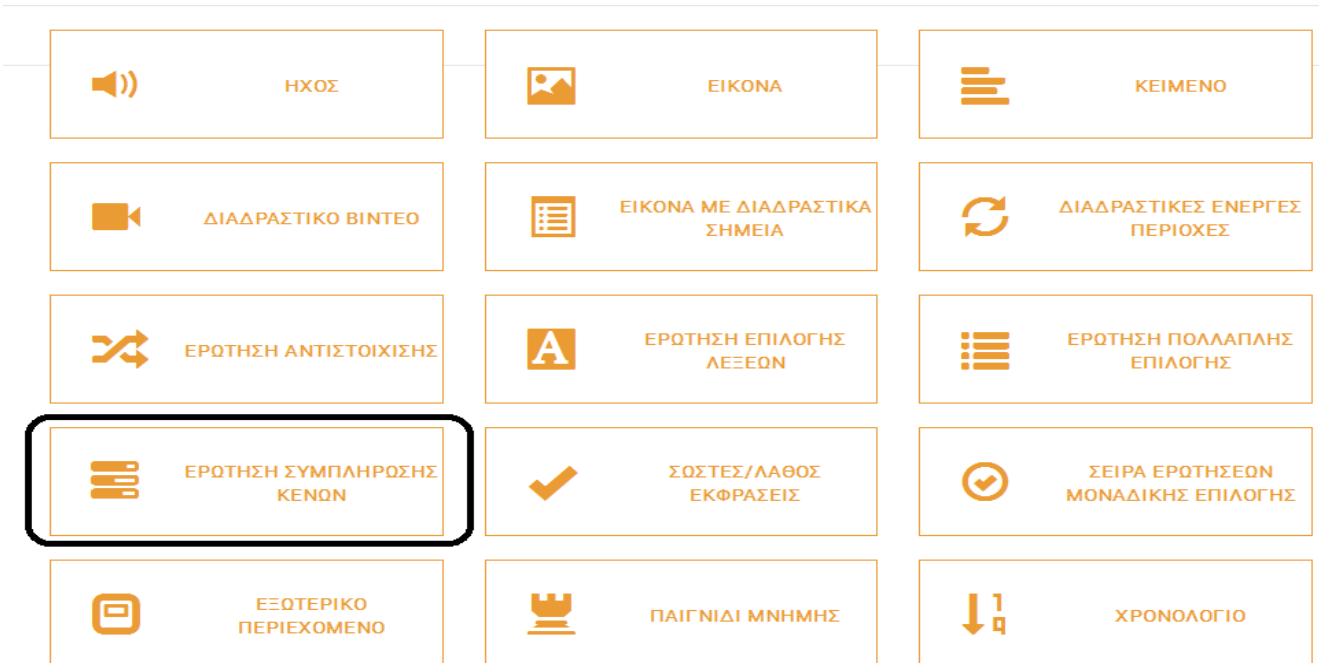 ΗΧΟΣ
ΕΙΚΟΝΑ
ΚΕΙΜΕΝΟ
ΔΙΑΔΡΑΣΤΙΚΟ ΒΙΝΤΕΟ
ΕΙΚΟΝΑ ΜΕ ΔΙΑΔΡΑΣΤΙΚΑ
ΣΗΜΕΙΑ
ΔΙΑΔΡΑΣΤΙΚΕΣ ΕΝΕΡΓΕΣ
ΠΕΡΙΟΧΕΣ
ΕΡΩΤΗΣΗ ΑΝΤΙΣΤΟΙΧΙΣΗΣ
ΕΡΩΤΗΣΗ ΕΠΙΛΟΓΗΣ
ΛΕΞΕΩΝ
ΕΡΩΤΗΣΗ ΠΟΛΛΑΠΛΗΣ
ΕΠΙΛΟΓΗΣ
ΕΡΩΤΗΣΗ ΣΥΜΠΛΗΡΩΣΗΣ
ΚΕΝΩΝ
ΣΩΣΤΕΣ/ΛΑΘΟΣ
ΕΚΦΡΑΣΕΙΣ
ΣΕΙΡΑ ΕΡΩΤΗΣΕΩΝ
ΜΟΝΑΔΙΚΗΣ ΕΠΙΛΟΓΗΣ
ΕΞΩΤΕΡΙΚΟ
ΠΕΡΙΕΧΟΜΕΝΟ
ΠΑΙΓΝΙΔΙ ΜΝΗΜΗΣ
ΧΡΟΝΟΛΟΓΙΟ